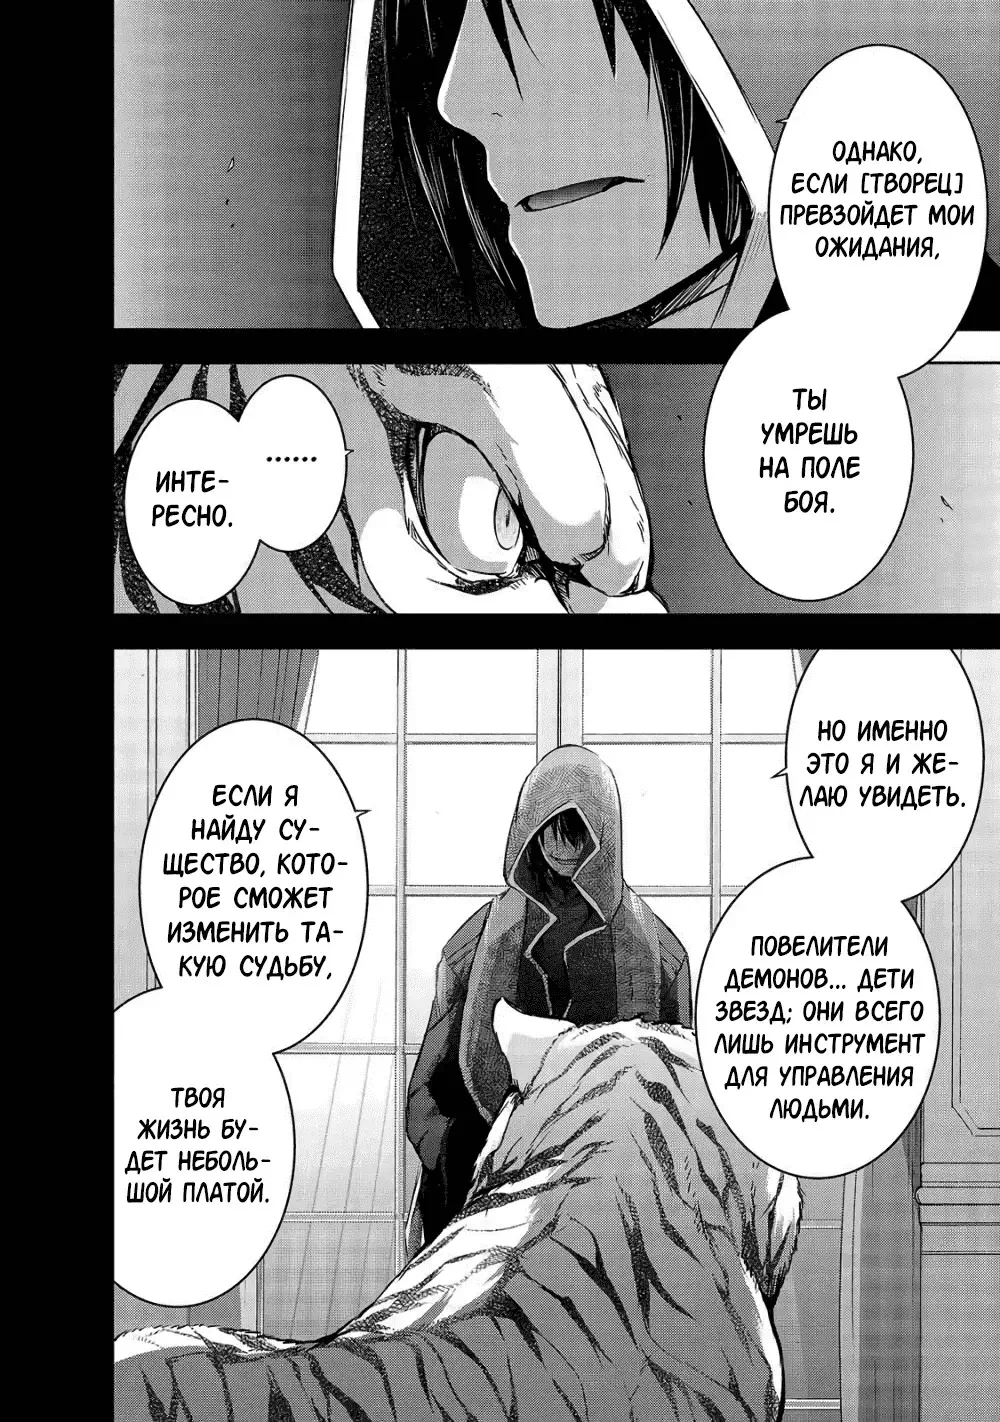 ОДНАКО,
ЕСЛИ [ТВОРЕЦ]
ПРЕВЗОЙДЕТ МОИ
ОЖИДАНИЯ,
ТЫ
УМРЕШЬ
НА ПОЛЕ
БОЯ.
......
ИНТЕ-
РЕСНО.
НО ИМЕННО
ЭТО Я И ЖЕ-
ЛАЮ УВИДЕТЬ.
ПОВЕЛИТЕЛИ
ДЕМОНОВ... ДЕТИ
ЗВЕЗД; ОНИ ВСЕГО
ЛИШЬ ИНСТРУМЕНТ
ДЛЯ УПРАВЛЕНИЯ
ЛЮДЬМИ.
ЕСЛИ Я
НАЙДУ СУ-
ЩЕСТВО, КОТО-
РОЕ СМОЖЕТ
ИЗМЕНИТЬ ТА-
КУЮ СУДЬБУ,
ТВОЯ
ЖИЗНЬ БУ-
ДЕТ НЕБОЛЬ-
ШОЙ ПЛАТОЙ.